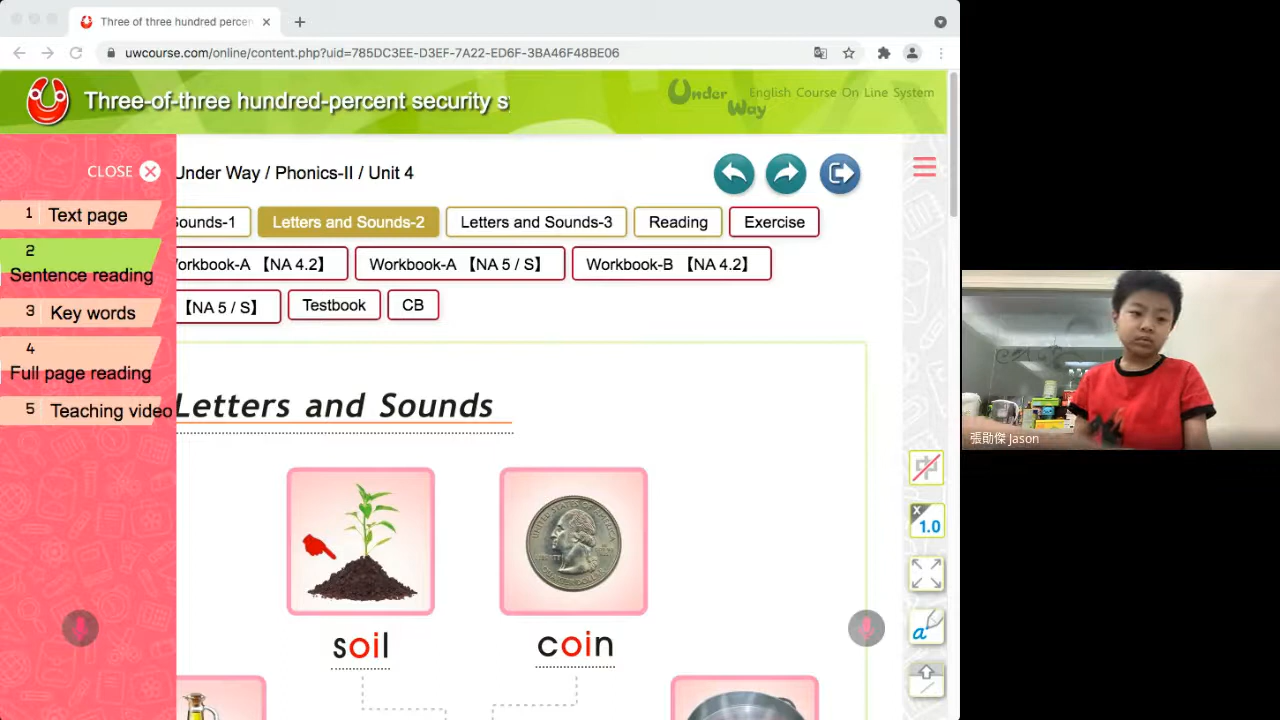 Three of three hundred percen
uwcourse.com/online/content.php?uid=785DC3EE-D3EF-7A22-ED6F-3BA46F48BE06
Three-of-three hundred-percent security s
Under Way
English Course On Line System
CLOSE
1 Text page
2 Sentence reading
3 Key words
4 Full page reading
5 Teaching video
Under Way / Phonics-II / Unit 4
Sounds-1
Letters and Sounds-2
Letters and Sounds-3
Reading
Exercise
orkbook-A 【NA 4.2】
Workbook-A 【NA 5 / S】
Workbook-B 【NA 4.2】
【NA 5 / S】
Testbook
CB
Letters and Sounds
soil
coin
中
x 1.0
a
張勛傑 Jason